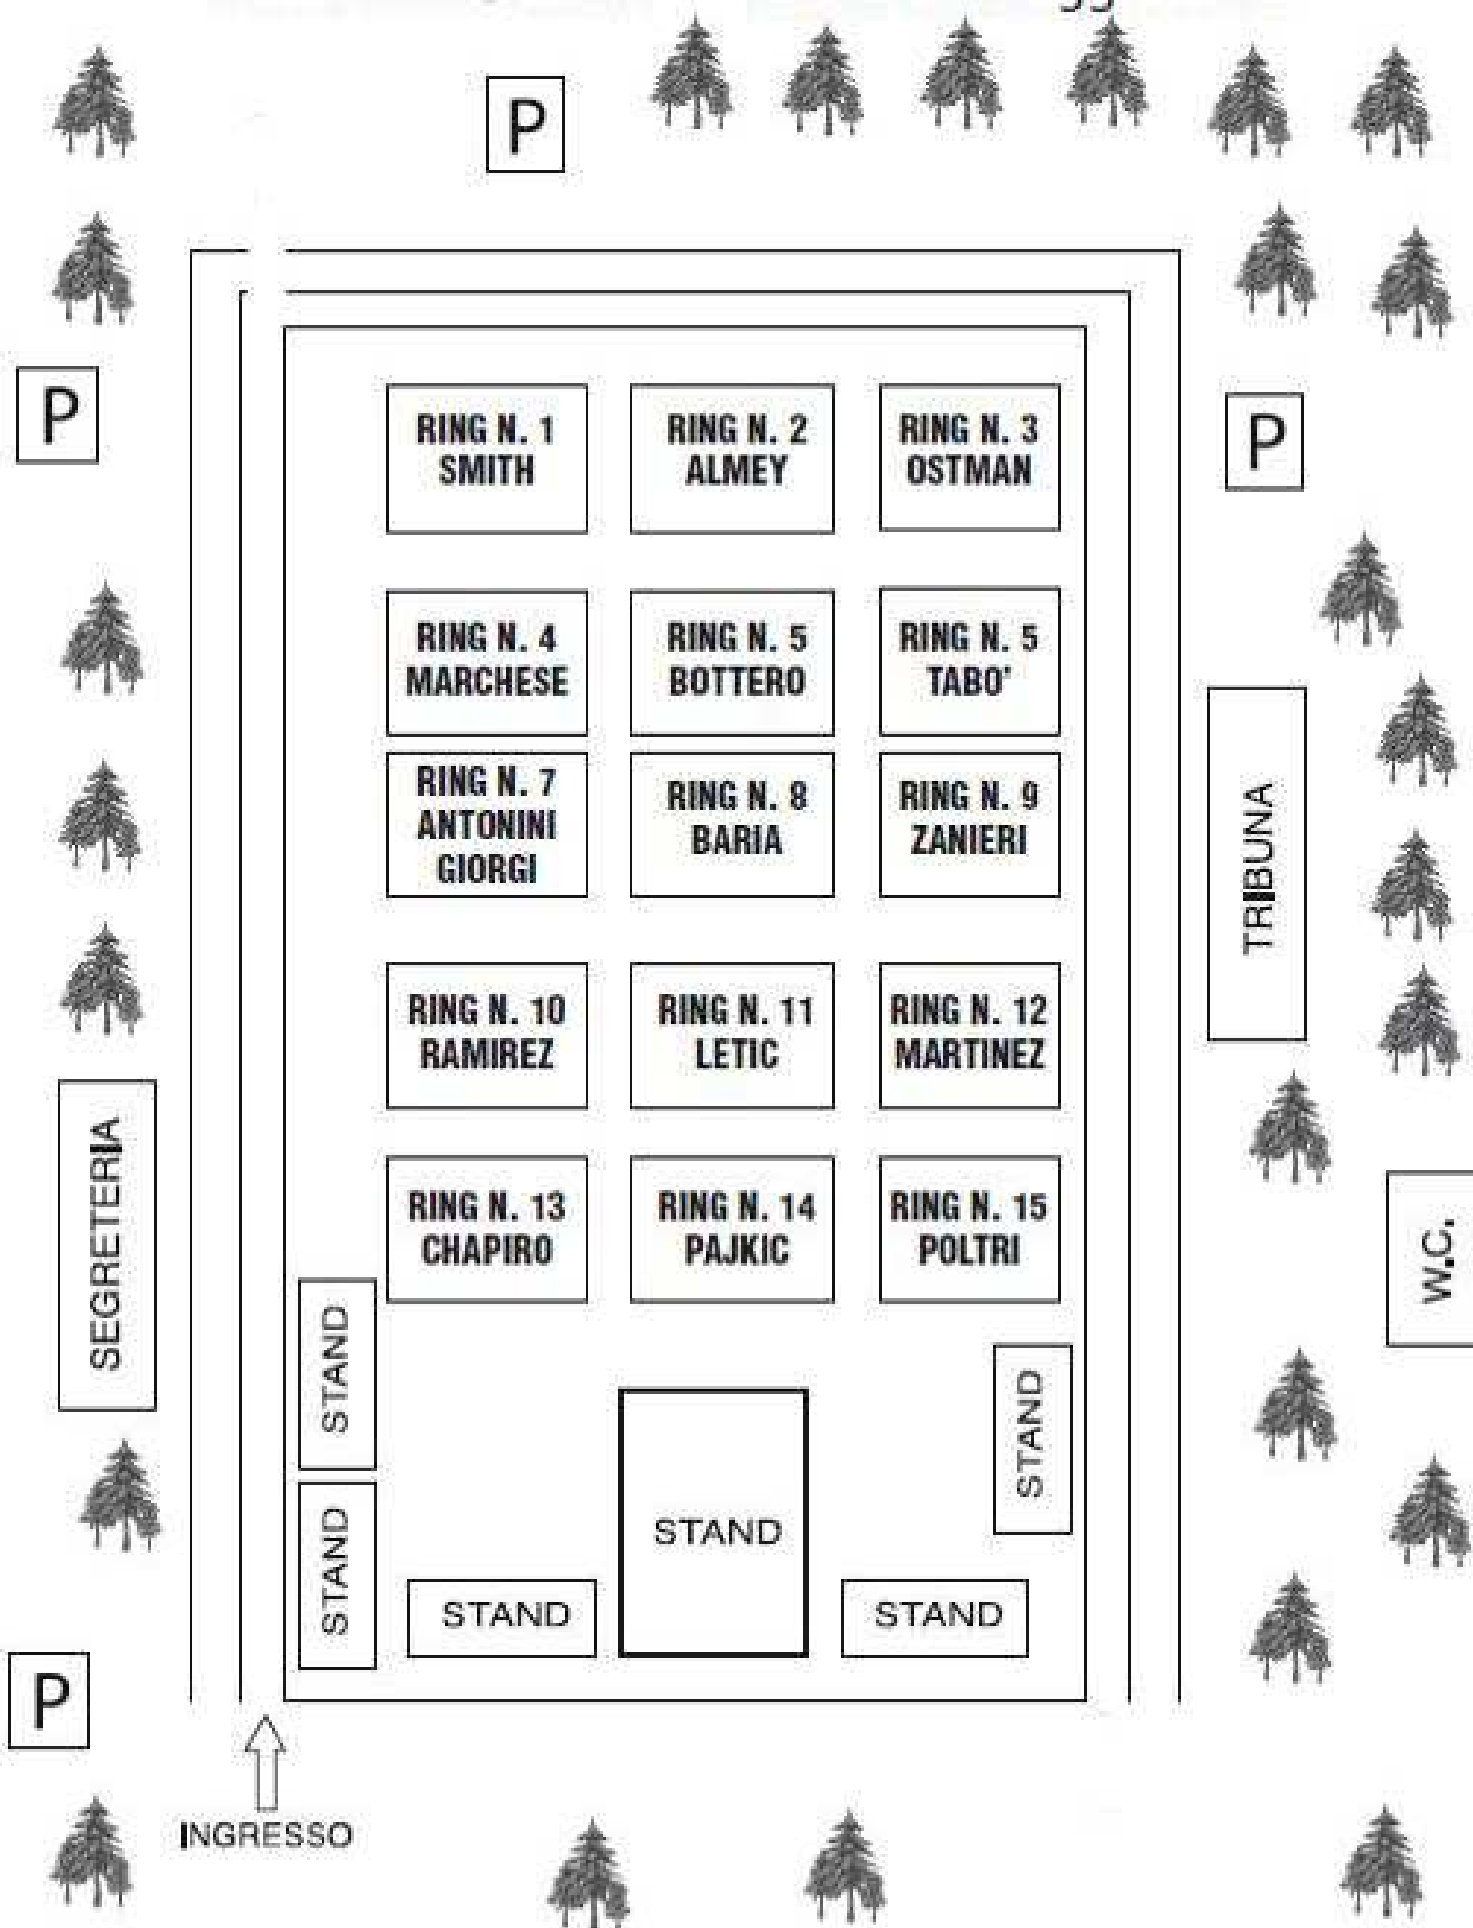 P
P
P
RING N. 1
SMITH
RING N. 2
ALMEY
RING N. 3
OSTMAN
RING N. 4
MARCHESE
RING N. 5
BOTTERO
RING N. 5
TABO'
RING N. 7
ANTONINI
GIORGI
RING N. 8
BARIA
RING N. 9
ZANIERI
TRIBUNA
RING N. 10
RAMIREZ
RING N. 11
LETIC
RING N. 12
MARTINEZ
SEGRETERIA
RING N. 13
CHAPIRO
RING N. 14
PAJKIC
RING N. 15
POLTRI
W.C.
STAND
STAND
STAND
STAND
STAND
STAND
P
INGRESSO